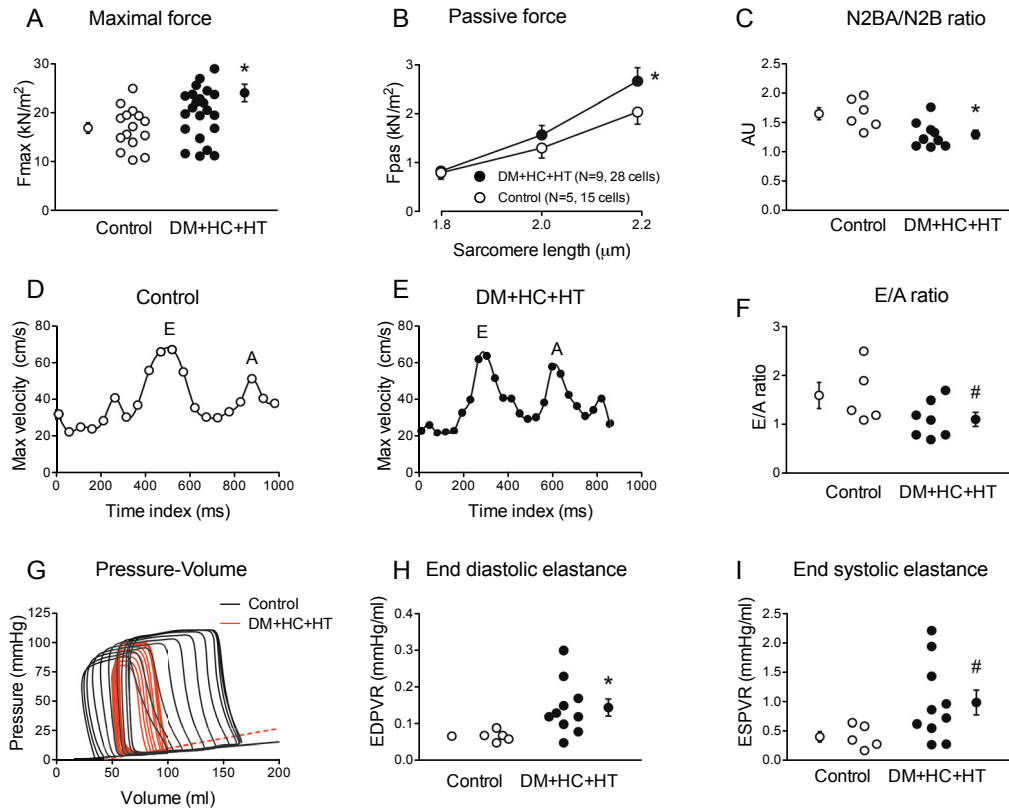 A Maximal force
Fmax (kN/m²)
30
20
10
0
*
Control DM+HC+HT
B Passive force
Fpas (kN/m²)
3
2
1
0
*
DM+HC+HT (N=9, 28 cells)
Control (N=5, 15 cells)
1.8 2.0 2.2
Sarcomere length (μm)
C N2BA/N2B ratio
AU
2.0
1.5
1.0
0.5
0.0
*
Control DM+HC+HT
D Control
Max velocity (cm/s)
80
60
40
20
0
E
A
0 200 400 600 800 1000
Time index (ms)
E DM+HC+HT
Max velocity (cm/s)
80
60
40
20
0
E
A
0 200 400 600 800 1000
Time index (ms)
F E/A ratio
E/A ratio
3
2
1
0
#
Control DM+HC+HT
G Pressure-Volume
Pressure (mmHg)
125
100
75
50
25
0
Control
DM+HC+HT
0 50 100 150 200
Volume (ml)
H End diastolic elastance
EDPVR (mmHg/ml)
0.4
0.3
0.2
0.1
0.0
*
Control DM+HC+HT
I End systolic elastance
ESPVR (mmHg/ml)
2.5
2.0
1.5
1.0
0.5
0.0
#
Control DM+HC+HT